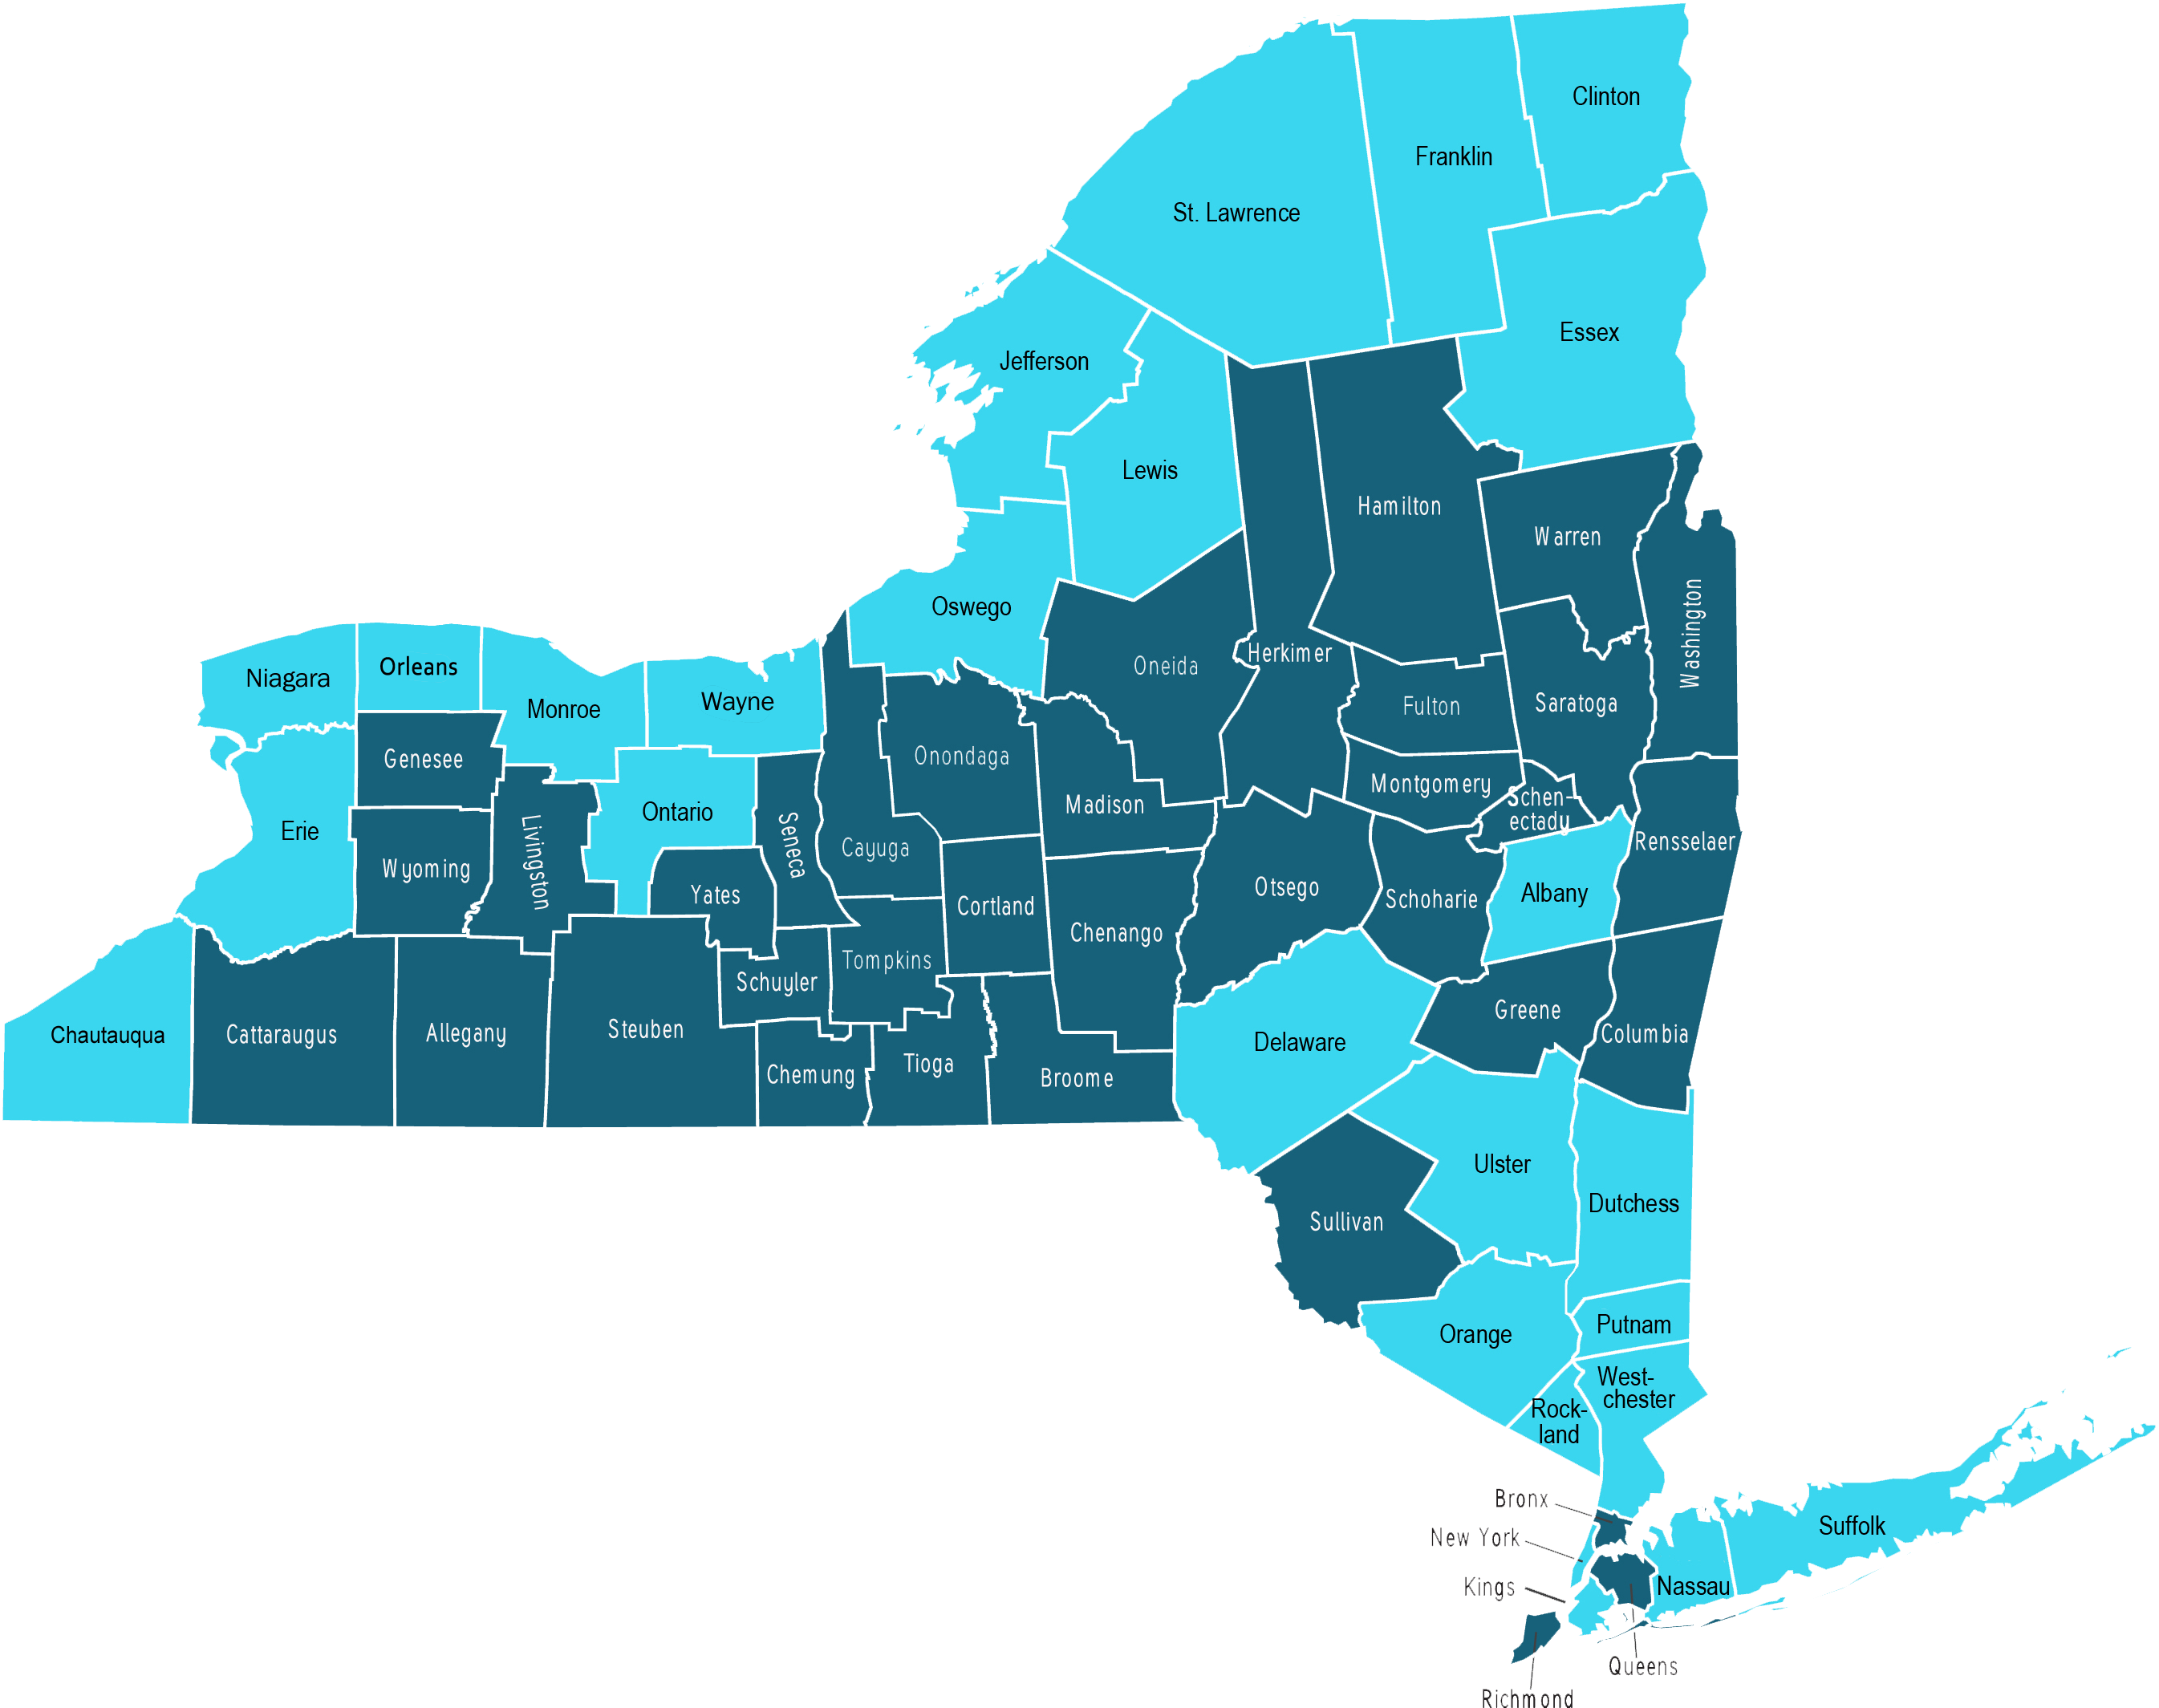 Clinton
Franklin
St. Lawrence
Essex
Jefferson
Lewis
Hamilton
Warren
Washington
Oswego
Oneida
Herkimer
Niagara
Orleans
Monroe
Wayne
Fulton
Saratoga
Genesee
Onondaga
Montgomery
Schen-
ectady
Madison
Ontario
Erie
Seneca
Livingston
Cayuga
Rensselaer
Wyoming
Yates
Cortland
Otsego
Schoharie
Albany
Chenango
Tompkins
Schuyler
Greene
Chautauqua
Cattaraugus
Allegany
Steuben
Columbia
Delaware
Chemung
Tioga
Broome
Ulster
Dutchess
Sullivan
Putnam
Orange
West-
chester
Rock-
land
Bronx
Suffolk
New York
Kings
Nassau
Queens
Richmond